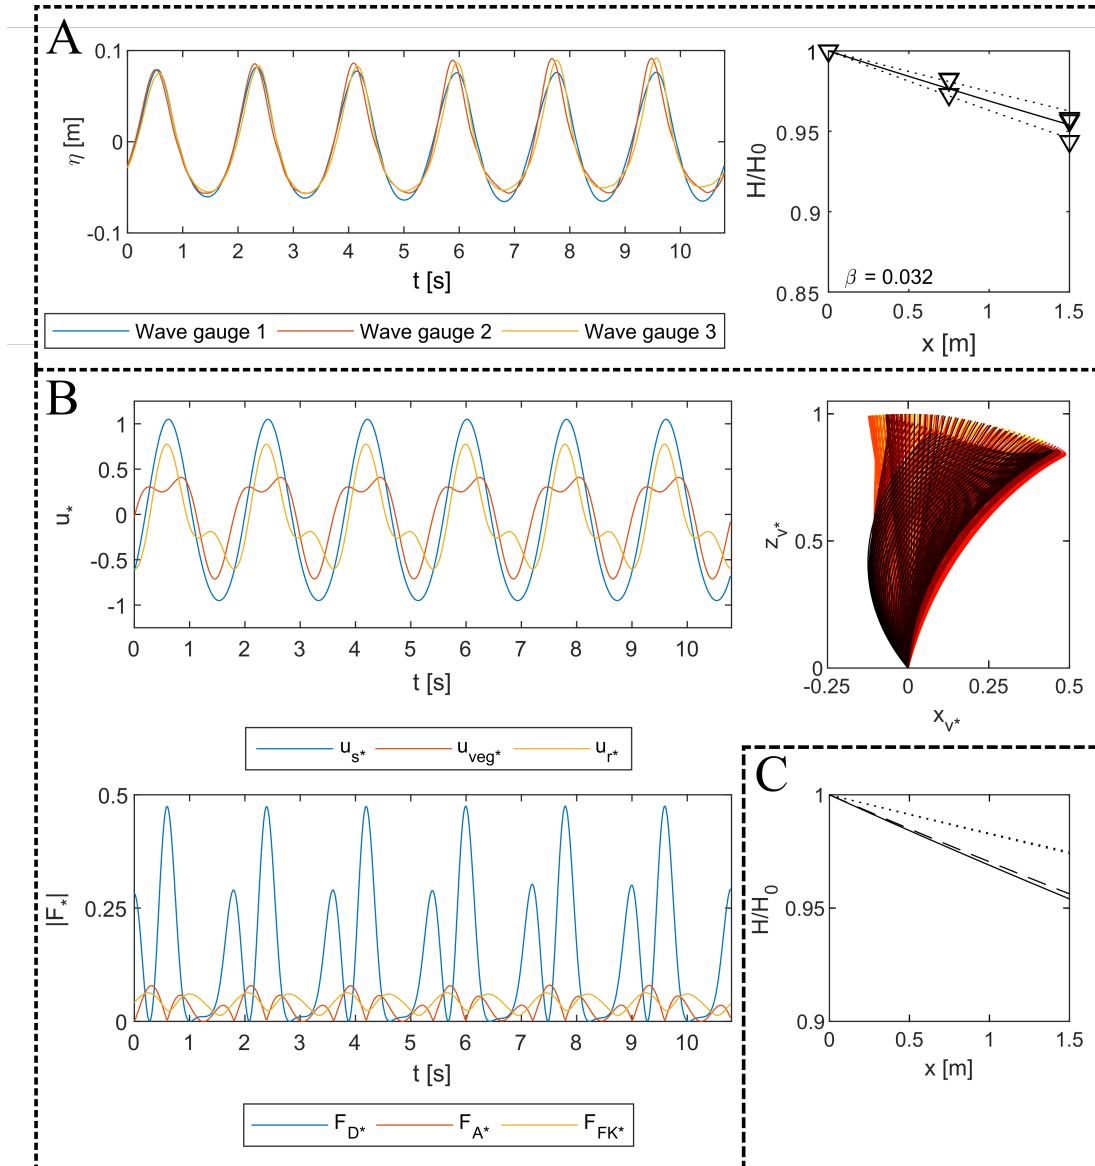 A
0.1
0
-0.1
η [m]
0 1 2 3 4 5 6 7 8 9 10
t [s]
Wave gauge 1 Wave gauge 2 Wave gauge 3
1
0.95
0.9
0.85
H/H0
β = 0.032
0 0.5 1 1.5
x [m]
B
1
0.5
0
-0.5
-1
u*
0 1 2 3 4 5 6 7 8 9 10
t [s]
us* uveg* ur*
1
0.5
0
zv*
-0.25 0 0.25 0.5
xv*
0.5
0.25
0
|F*|
0 1 2 3 4 5 6 7 8 9 10
t [s]
FD* FA* FFK*
C
1
0.95
0.9
H/H0
0 0.5 1 1.5
x [m]